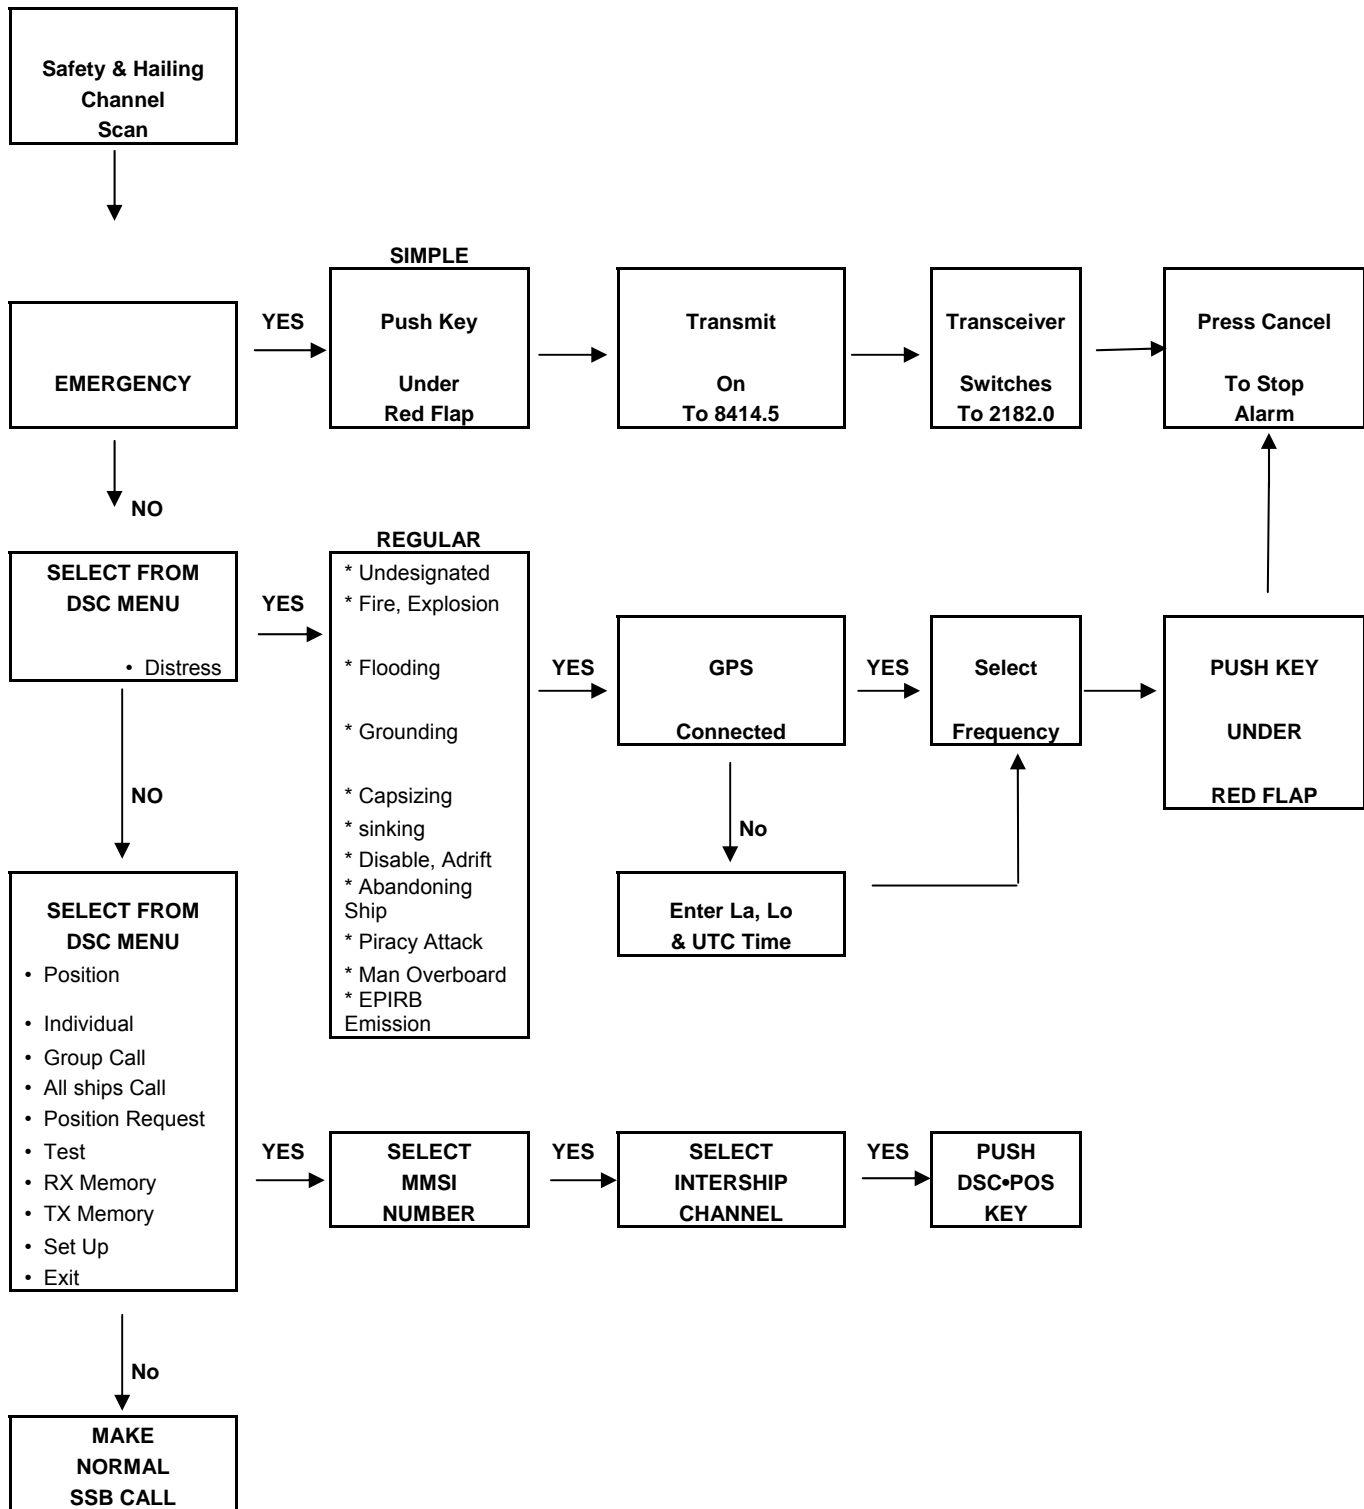 Safety & Hailing
Channel
Scan
SIMPLE
EMERGENCY
YES
Push Key
Under
Red Flap
Transmit
On
To 8414.5
Transceiver
Switches
To 2182.0
Press Cancel
To Stop
Alarm
NO
REGULAR
SELECT FROM
DSC MENU
• Distress
YES
* Undesignated
* Fire, Explosion
* Flooding
* Grounding
* Capsizing
* sinking
* Disable, Adrift
* Abandoning
Ship
* Piracy Attack
* Man Overboard
* EPIRB
Emission
YES
GPS
Connected
YES
Select
Frequency
PUSH KEY
UNDER
RED FLAP
No
Enter La, Lo
& UTC Time
NO
SELECT FROM
DSC MENU
• Position
• Individual
• Group Call
• All ships Call
• Position Request
• Test
• RX Memory
• TX Memory
• Set Up
• Exit
YES
SELECT
MMSI
NUMBER
YES
SELECT
INTERSHIP
CHANNEL
YES
PUSH
DSC•POS
KEY
No
MAKE
NORMAL
SSB CALL